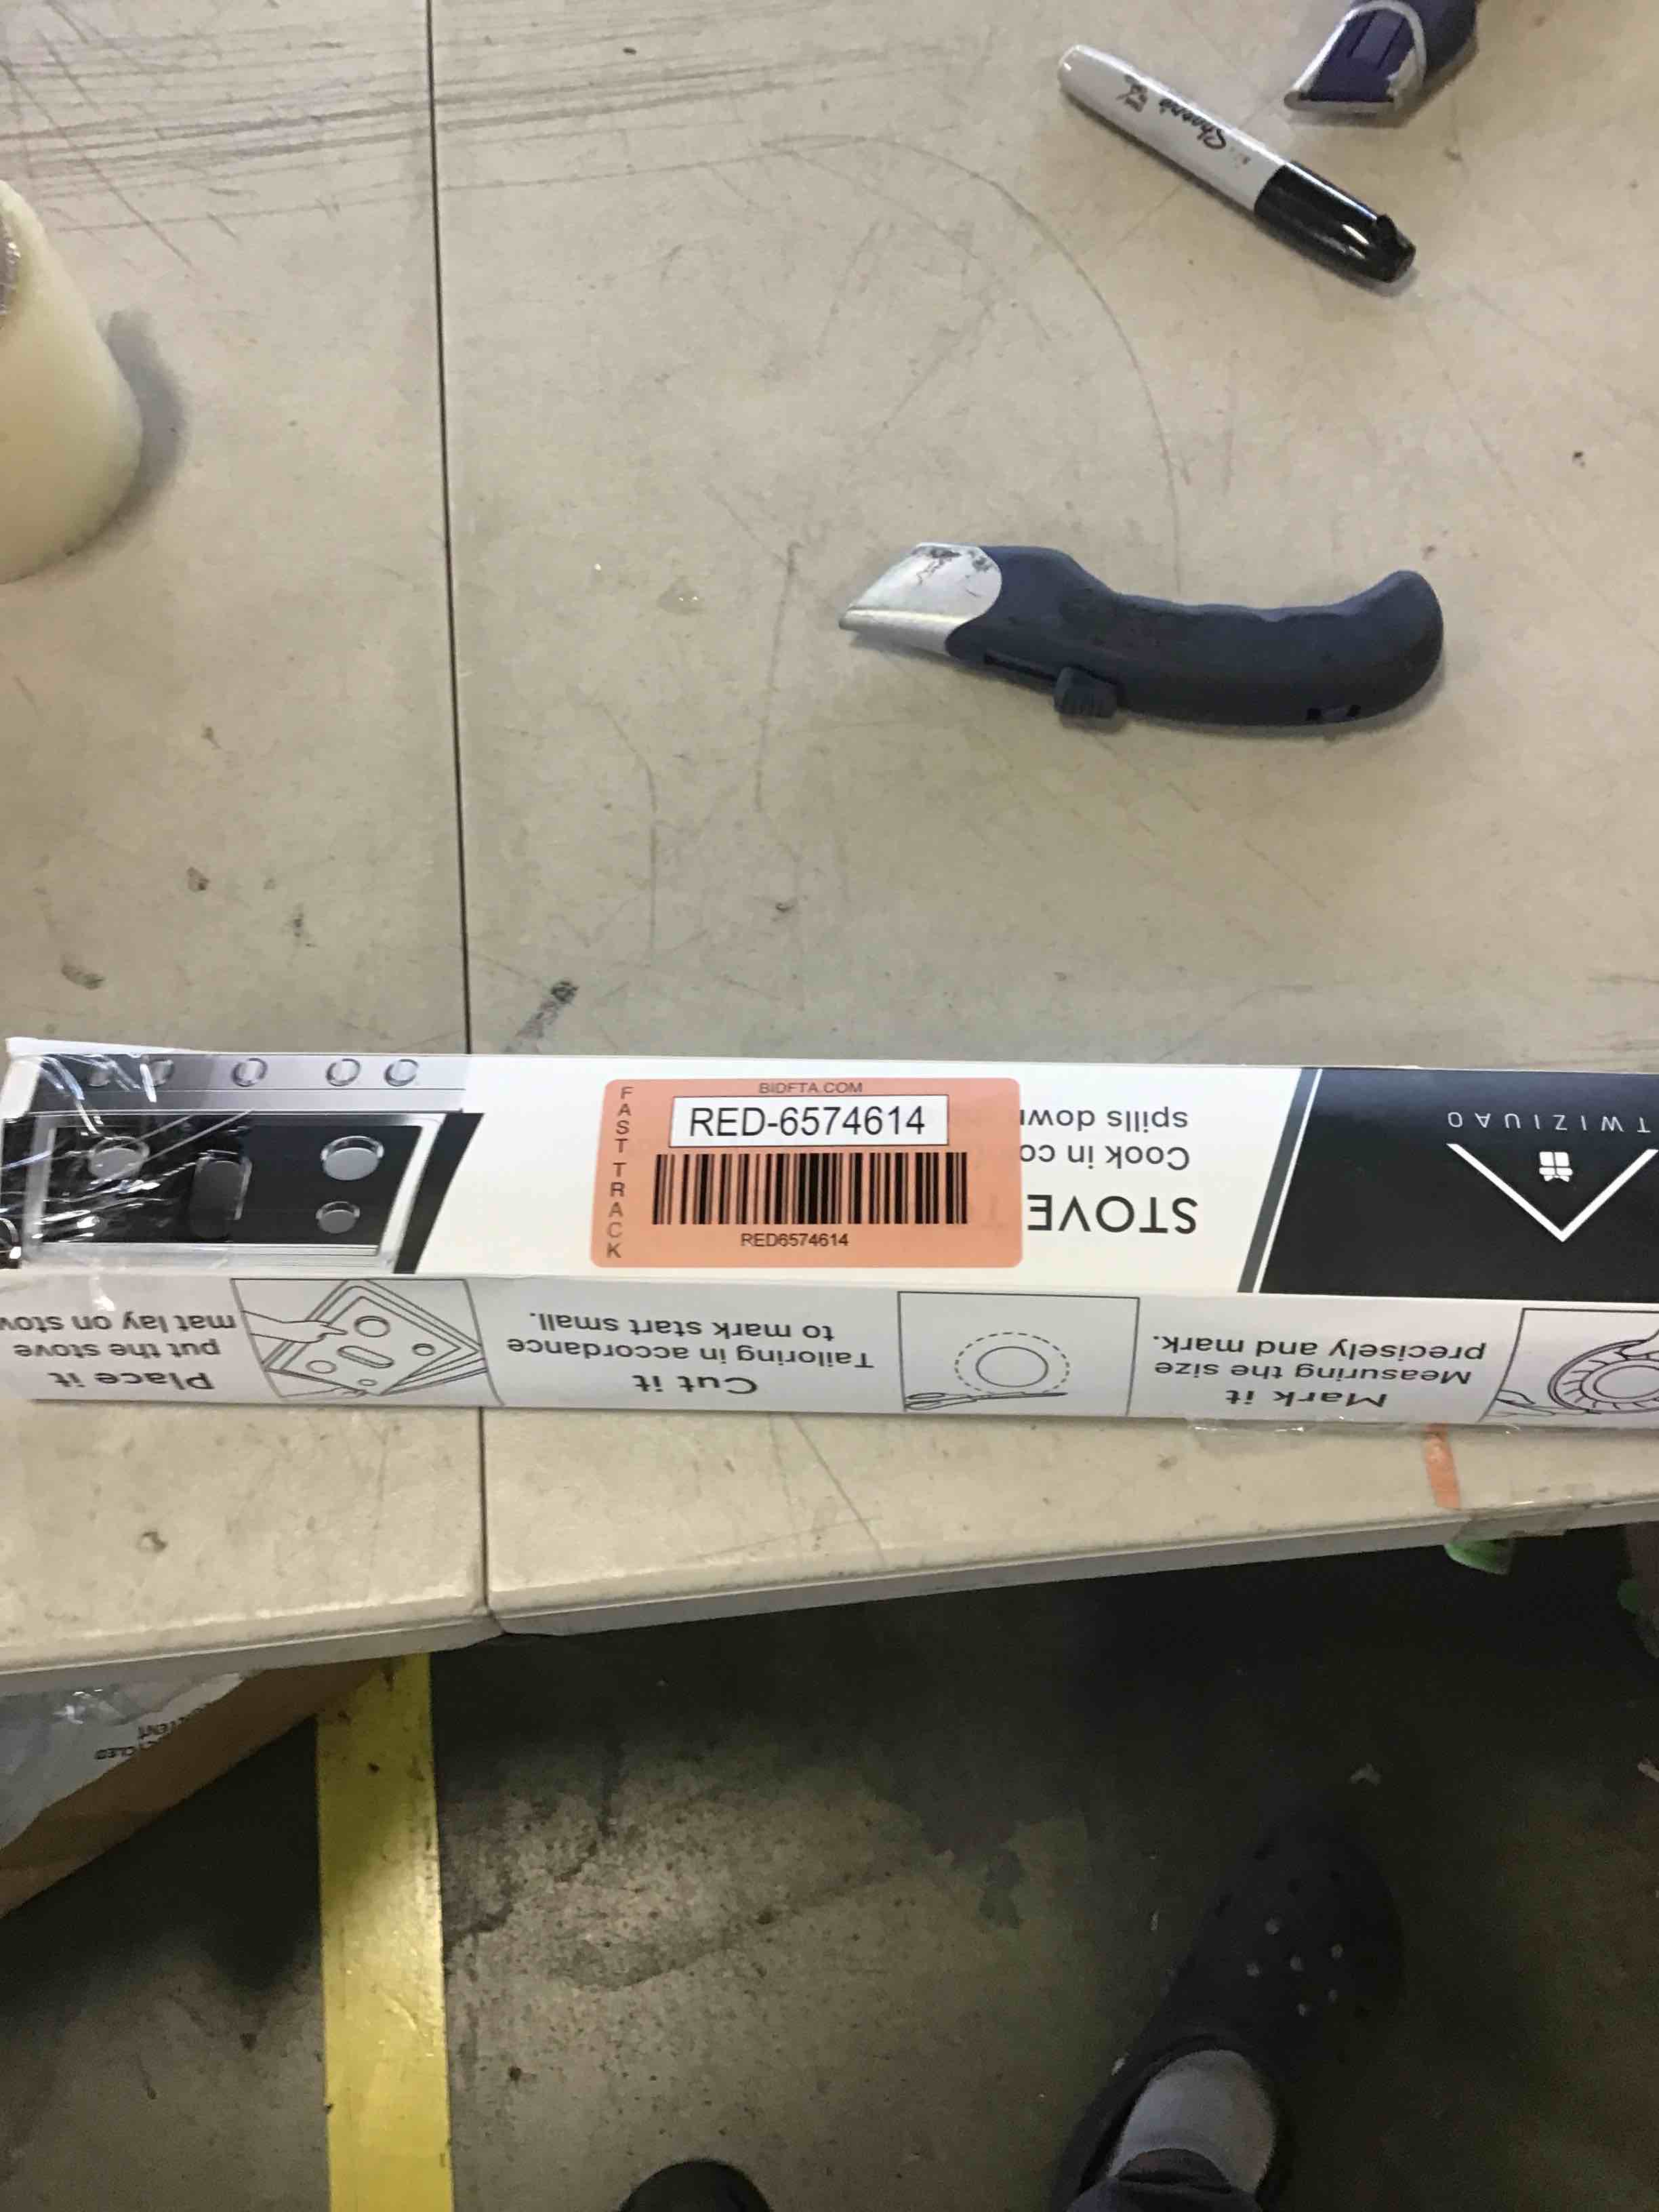 Sharpie
BIDFTA.COM
FAST TRACK
RED-6574614
RED6574614
TWIZIUAO
STOVE
Cook in co
spills dow
Mark it
Measuring the size
precisely and mark.
Cut it
Tailoring in accordance
to mark start small.
Place it
put the stove
mat lay on stov